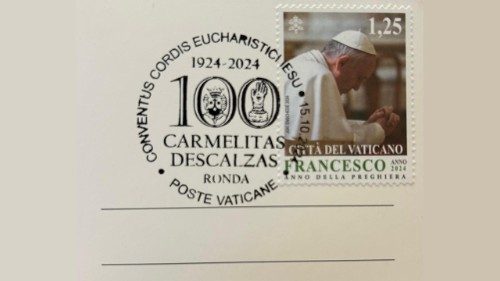 CONVENTUS CORDIS EUCHARISTICI IESU
1924-2024
100
CARMELITAS
DESCALZAS
RONDA
POSTE VATICANE
15.10.
1,25
CITTÀ DEL VATICANO
FRANCESCO ANNO 2024
ANNO DELLA PREGHIERA